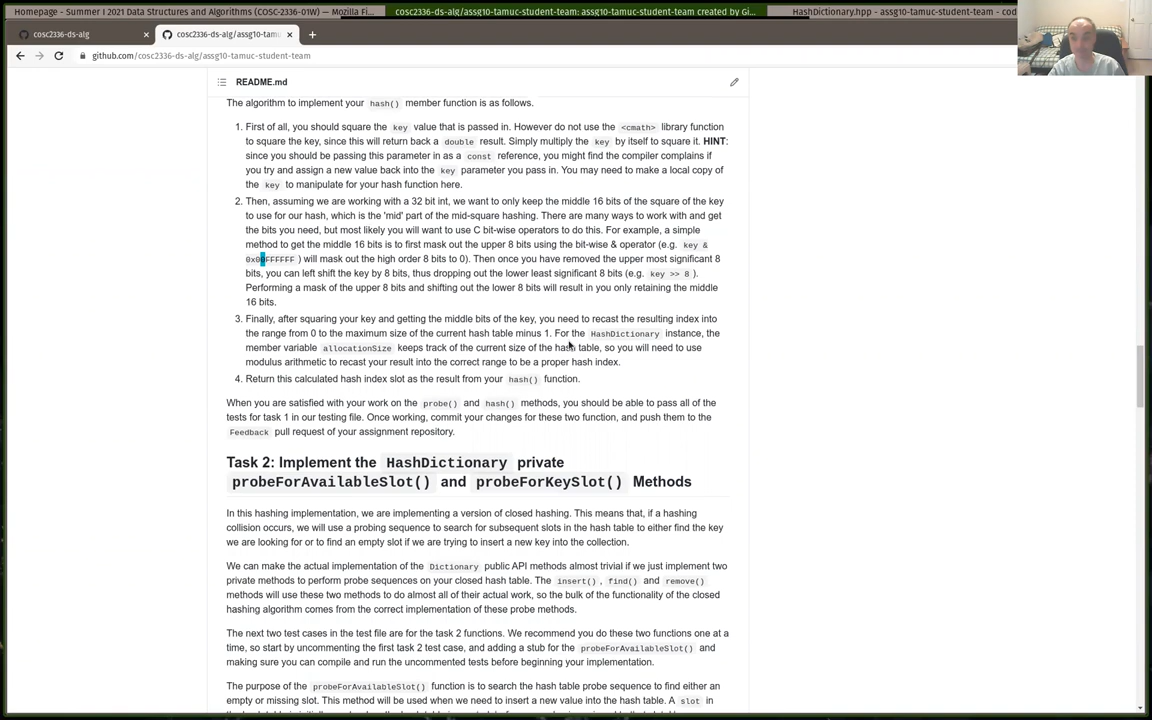 Homepage - Summer I 2021 Data Structures and Algorithms (COSC-2336-01W) — Mozilla Fi...
cosc2336-ds-alg/assg10-tamuc-student-team: assg10-tamuc-student-team created by Gi...
HashDictionary.hpp - assg10-tamuc-student-team - cod
cosc2336-ds-alg
cosc2336-ds-alg/assg10-tamu
github.com/cosc2336-ds-alg/assg10-tamuc-student-team
README.md
The algorithm to implement your hash() member function is as follows.
1. First of all, you should square the key value that is passed in. However do not use the <cmath> library function
to square the key, since this will return back a double result. Simply multiply the key by itself to square it. HINT:
since you should be passing this parameter in as a const reference, you might find the compiler complains if
you try and assign a new value back into the key parameter you pass in. You may need to make a local copy of
the key to manipulate for your hash function here.
2. Then, assuming we are working with a 32 bit int, we want to only keep the middle 16 bits of the square of the key
to use for our hash, which is the 'mid' part of the mid-square hashing. There are many ways to work with and get
the bits you need, but most likely you will want to use C bit-wise operators to do this. For example, a simple
method to get the middle 16 bits is to first mask out the upper 8 bits using the bit-wise & operator (e.g. key &
0x00FFFFFF ) will mask out the high order 8 bits to 0). Then once you have removed the upper most significant 8
bits, you can left shift the key by 8 bits, thus dropping out the lower least significant 8 bits (e.g. key >> 8 ).
Performing a mask of the upper 8 bits and shifting out the lower 8 bits will result in you only retaining the middle
16 bits.
3. Finally, after squaring your key and getting the middle bits of the key, you need to recast the resulting index into
the range from 0 to the maximum size of the current hash table minus 1. For the HashDictionary instance, the
member variable allocationSize keeps track of the current size of the hash table, so you will need to use
modulus arithmetic to recast your result into the correct range to be a proper hash index.
4. Return this calculated hash index slot as the result from your hash() function.
When you are satisfied with your work on the probe() and hash() methods, you should be able to pass all of the
tests for task 1 in our testing file. Once working, commit your changes for these two function, and push them to the
Feedback pull request of your assignment repository.
Task 2: Implement the HashDictionary private
probeForAvailableSlot() and probeForKeySlot() Methods
In this hashing implementation, we are implementing a version of closed hashing. This means that, if a hashing
collision occurs, we will use a probing sequence to search for subsequent slots in the hash table to either find the key
we are looking for or to find an empty slot if we are trying to insert a new key into the collection.
We can make the actual implementation of the Dictionary public API methods almost trivial if we just implement two
private methods to perform probe sequences on your closed hash table. The insert() , find() and remove()
methods will use these two methods to do almost all of their actual work, so the bulk of the functionality of the closed
hashing algorithm comes from the correct implementation of these probe methods.
The next two test cases in the test file are for the task 2 functions. We recommend you do these two functions one at a
time, so start by uncommenting the first task 2 test case, and adding a stub for the probeForAvailableSlot() and
making sure you can compile and run the uncommented tests before beginning your implementation.
The purpose of the probeForAvailableSlot() function is to search the hash table probe sequence to find either an
empty or missing slot. This method will be used when we need to insert a new value into the hash table. A slot in